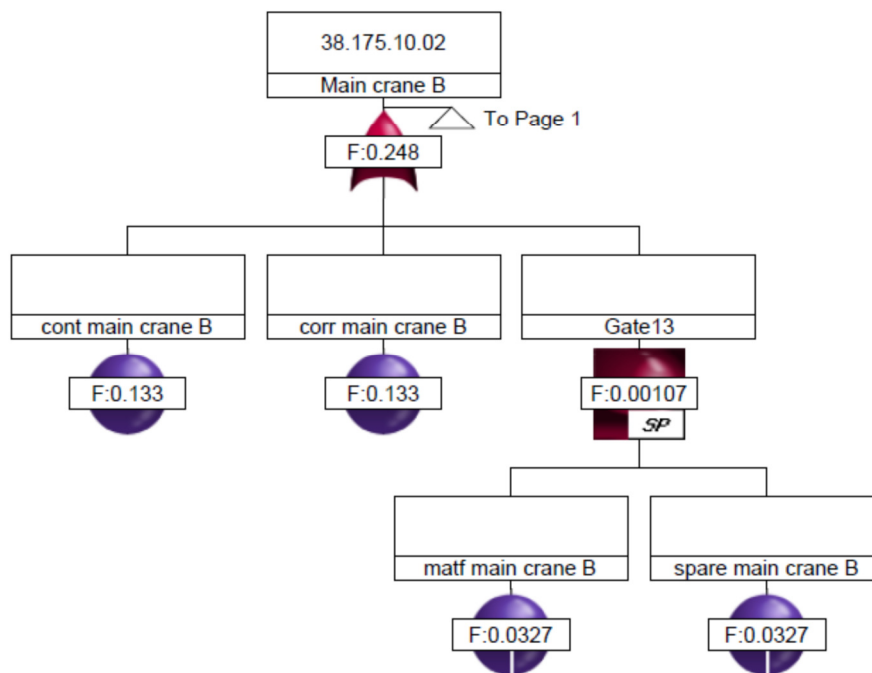 38.175.10.02
Main crane B
To Page 1
F:0.248
cont main crane B
corr main crane B
Gate13
F:0.133
F:0.133
F:0.00107
SP
matf main crane B
spare main crane B
F:0.0327
F:0.0327